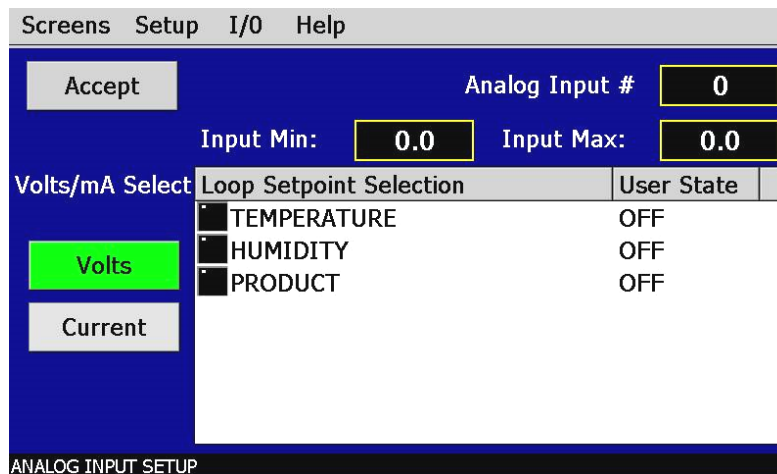 Screens Setup I/O Help
Accept
Analog Input # 0
Input Min: 0.0 Input Max: 0.0
Volts/mA Select
Loop Setpoint Selection User State
TEMPERATURE OFF
HUMIDITY OFF
PRODUCT OFF
Volts
Current
ANALOG INPUT SETUP